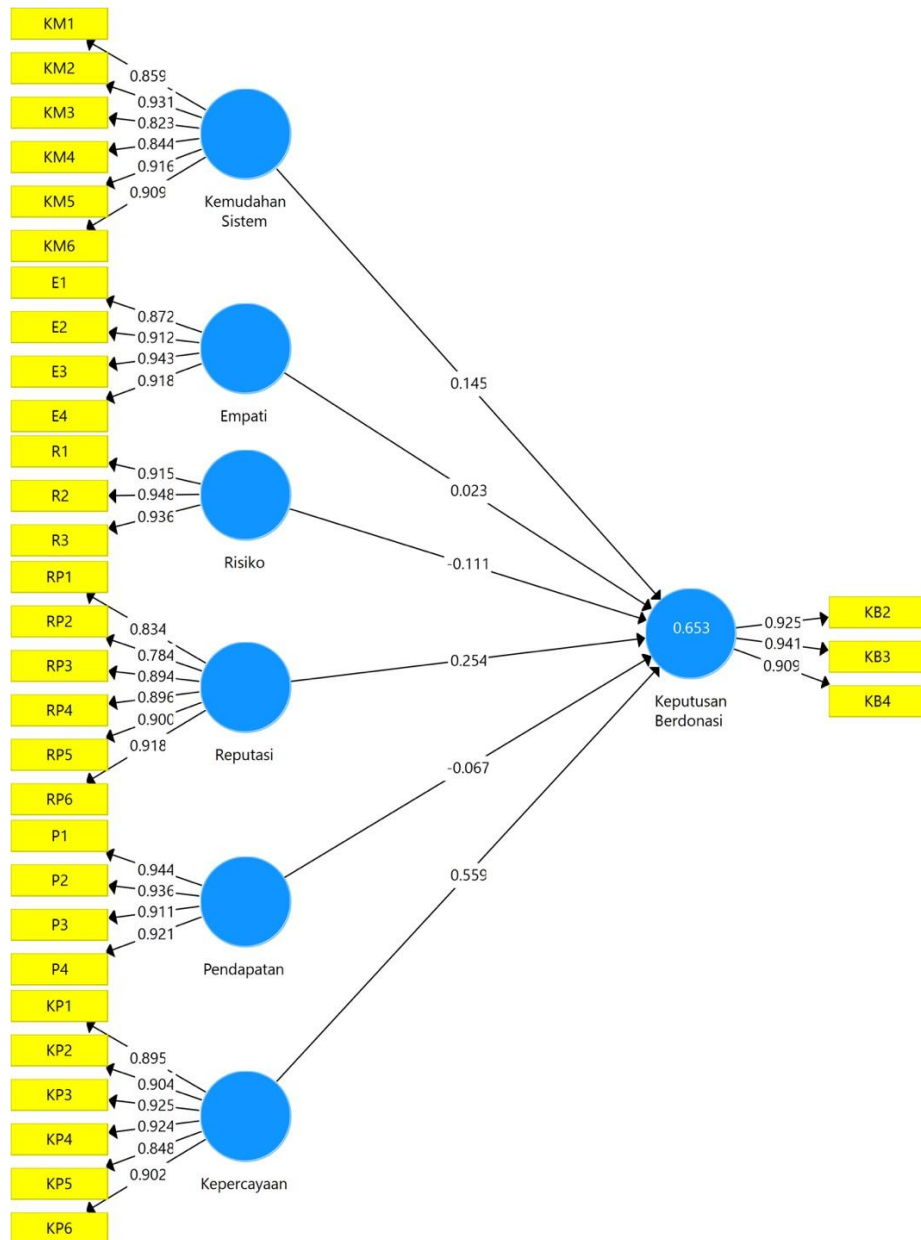 KM1
KM2
KM3
KM4
KM5
KM6
0.859
0.931
0.823
0.844
0.916
0.909
Kemudahan
Sistem
E1
E2
E3
E4
0.872
0.912
0.943
0.918
Empati
R1
R2
R3
0.915
0.948
0.936
Risiko
RP1
RP2
RP3
RP4
RP5
RP6
0.834
0.784
0.894
0.896
0.900
0.918
Reputasi
P1
P2
P3
P4
0.944
0.936
0.911
0.921
Pendapatan
KP1
KP2
KP3
KP4
KP5
KP6
0.895
0.904
0.925
0.924
0.848
0.902
Kepercayaan
0.145
0.023
-0.111
0.254
-0.067
0.559
0.653
Keputusan
Berdonasi
0.925
0.941
0.909
KB2
KB3
KB4